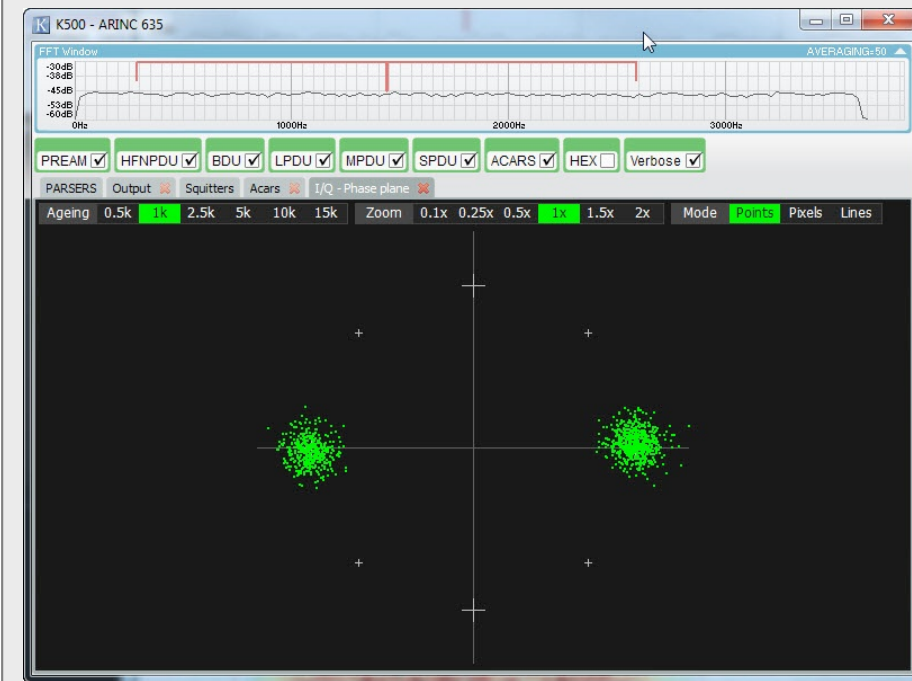 K K500 - ARINC 635
FFT Window AVERAGING=50
-30dB
-38dB
-45dB
-53dB
-60dB
0Hz 1000Hz 2000Hz 3000Hz
PREAM HFNPDU BDU LPDU MPDU SPDU ACARS HEX Verbose
PARSERS Output Squitters Acars I/Q - Phase plane
Ageing 0.5k 1k 2.5k 5k 10k 15k Zoom 0.1x 0.25x 0.5x 1x 1.5x 2x Mode Points Pixels Lines